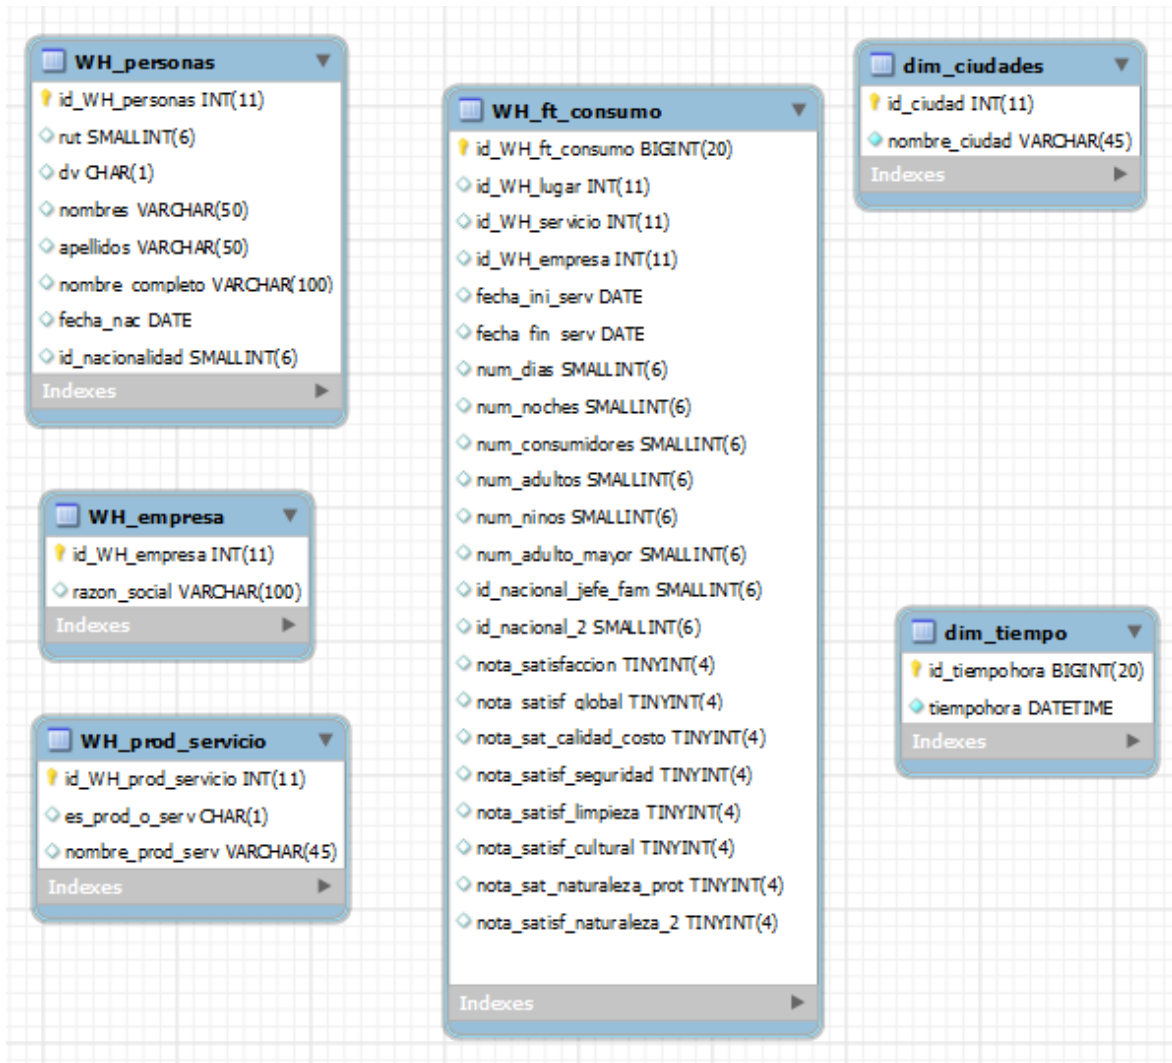 WH_personas
id_WH_personas INT(11)
rut SMALLINT(6)
dv CHAR(1)
nombres VARCHAR(50)
apellidos VARCHAR(50)
nombre_completo VARCHAR(100)
fecha_nac DATE
id_nacionalidad SMALLINT(6)
Indexes
WH_empresa
id_WH_empresa INT(11)
razon_social VARCHAR(100)
Indexes
WH_prod_servicio
id_WH_prod_servicio INT(11)
es_prod_o_serv CHAR(1)
nombre_prod_serv VARCHAR(45)
Indexes
WH_ft_consumo
id_WH_ft_consumo BIGINT(20)
id_WH_lugar INT(11)
id_WH_servicio INT(11)
id_WH_empresa INT(11)
fecha_ini_serv DATE
fecha_fin_serv DATE
num_dias SMALLINT(6)
num_noches SMALLINT(6)
num_consumidores SMALLINT(6)
num_adultos SMALLINT(6)
num_ninos SMALLINT(6)
num_adulto_mayor SMALLINT(6)
id_nacional_jefe_fam SMALLINT(6)
id_nacional_2 SMALLINT(6)
nota_satisfaccion TINYINT(4)
nota_satisf_global TINYINT(4)
nota_sat_calidad_costo TINYINT(4)
nota_satisf_seguridad TINYINT(4)
nota_satisf_limpieza TINYINT(4)
nota_satisf_cultural TINYINT(4)
nota_sat_naturaleza_prot TINYINT(4)
nota_satisf_naturaleza_2 TINYINT(4)
Indexes
dim_ciudades
id_ciudad INT(11)
nombre_ciudad VARCHAR(45)
Indexes
dim_tiempo
id_tiempohora BIGINT(20)
tiempohora DATETIME
Indexes